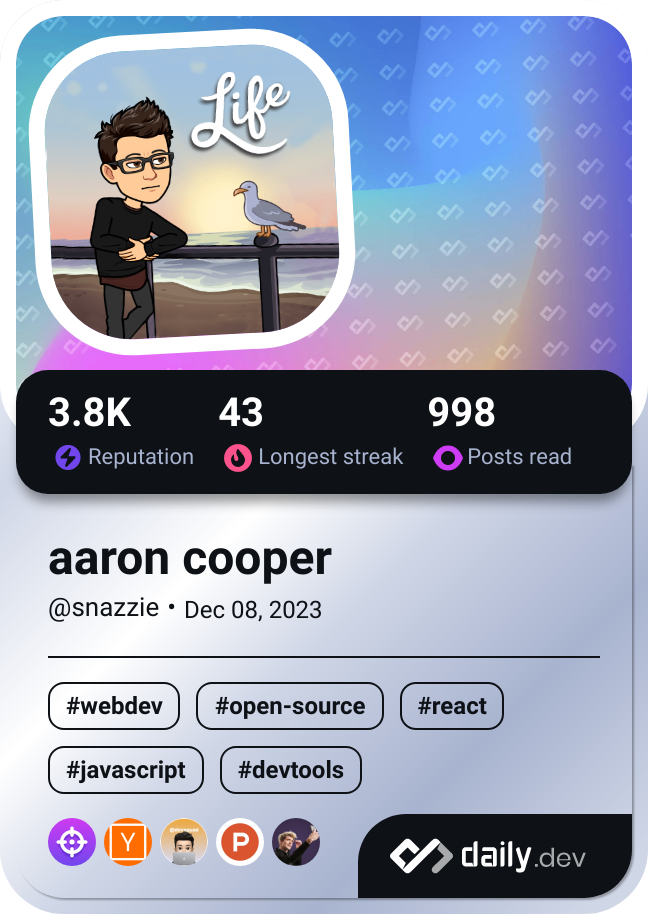 Life
3.8K 43 998
Reputation Longest streak Posts read
aaron cooper
@snazzie • Dec 08, 2023
#webdev #open-source #react
#javascript #devtools
Y P
daily.dev